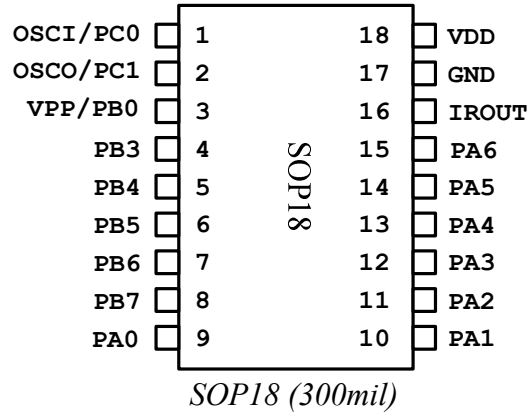 OSCI/PC0 1 18 VDD
OSCO/PC1 2 17 GND
VPP/PB0 3 16 IROUT
PB3 4 15 PA6
PB4 5 14 PA5
PB5 6 13 PA4
PB6 7 12 PA3
PB7 8 11 PA2
PA0 9 10 PA1
SOP18
SOP18 (300mil)